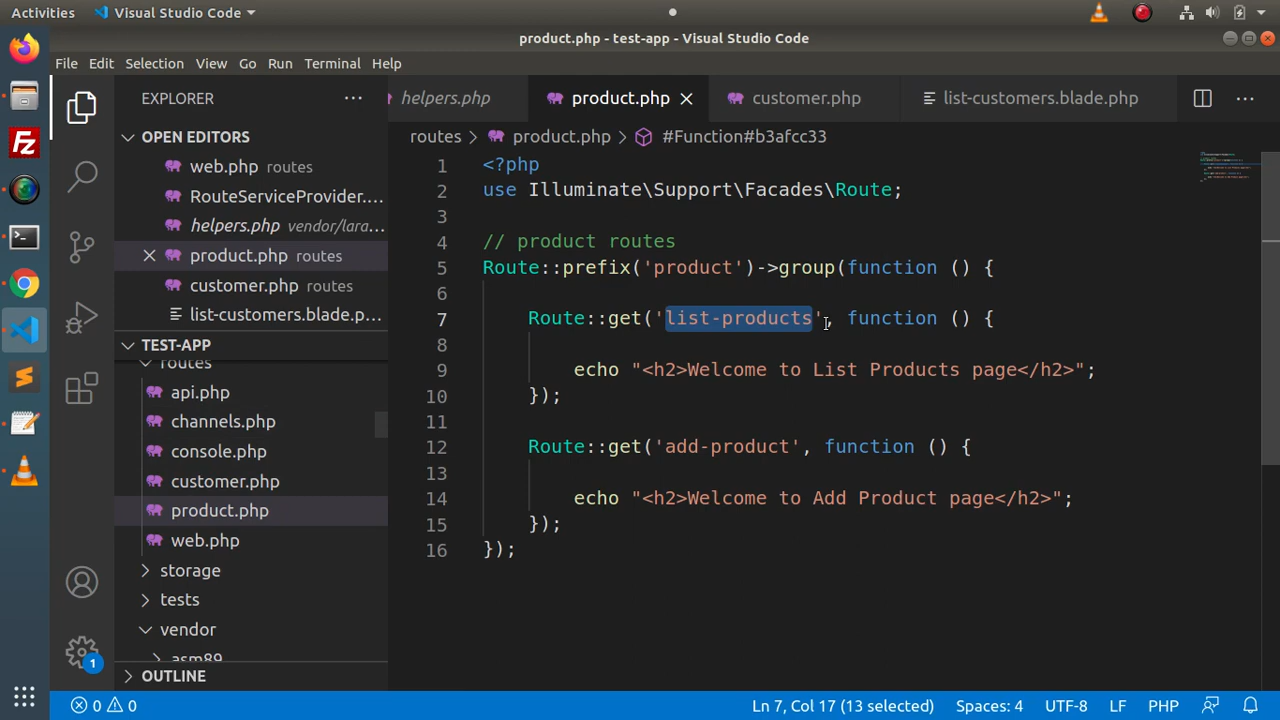 Activities
Visual Studio Code
product.php - test-app - Visual Studio Code
File Edit Selection View Go Run Terminal Help
EXPLORER
helpers.php
product.php
customer.php
list-customers.blade.php
OPEN EDITORS
routes > product.php > #Function#b3afcc33
web.php routes
RouteServiceProvider....
helpers.php vendor/lara...
product.php routes
customer.php routes
list-customers.blade.p...
TEST-APP
routes
api.php
channels.php
console.php
customer.php
product.php
web.php
storage
tests
vendor
asm89
OUTLINE
1 <?php
2 use Illuminate\Support\Facades\Route;
3
4 // product routes
5 Route::prefix('product')->group(function () {
6
7 Route::get('list-products', function () {
8
9 echo "<h2>Welcome to List Products page</h2>";
10 });
11
12 Route::get('add-product', function () {
13
14 echo "<h2>Welcome to Add Product page</h2>";
15 });
16 });
1
0 0
Ln 7, Col 17 (13 selected)
Spaces: 4
UTF-8
LF
PHP